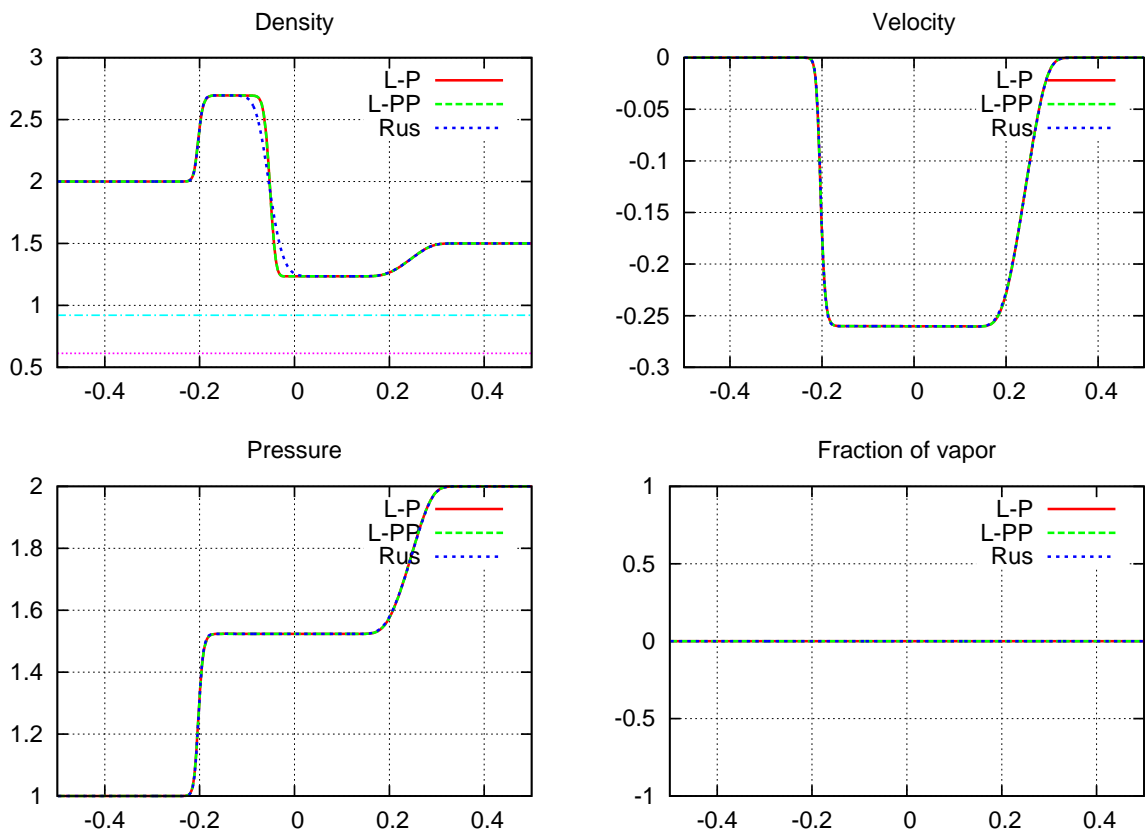 Density
3
2.5
2
1.5
1
0.5
-0.4 -0.2 0 0.2 0.4
L-P
L-PP
Rus
Velocity
0
-0.05
-0.1
-0.15
-0.2
-0.25
-0.3
-0.4 -0.2 0 0.2 0.4
L-P
L-PP
Rus
Pressure
2
1.8
1.6
1.4
1.2
1
-0.4 -0.2 0 0.2 0.4
L-P
L-PP
Rus
Fraction of vapor
1
0.5
0
-0.5
-1
-0.4 -0.2 0 0.2 0.4
L-P
L-PP
Rus